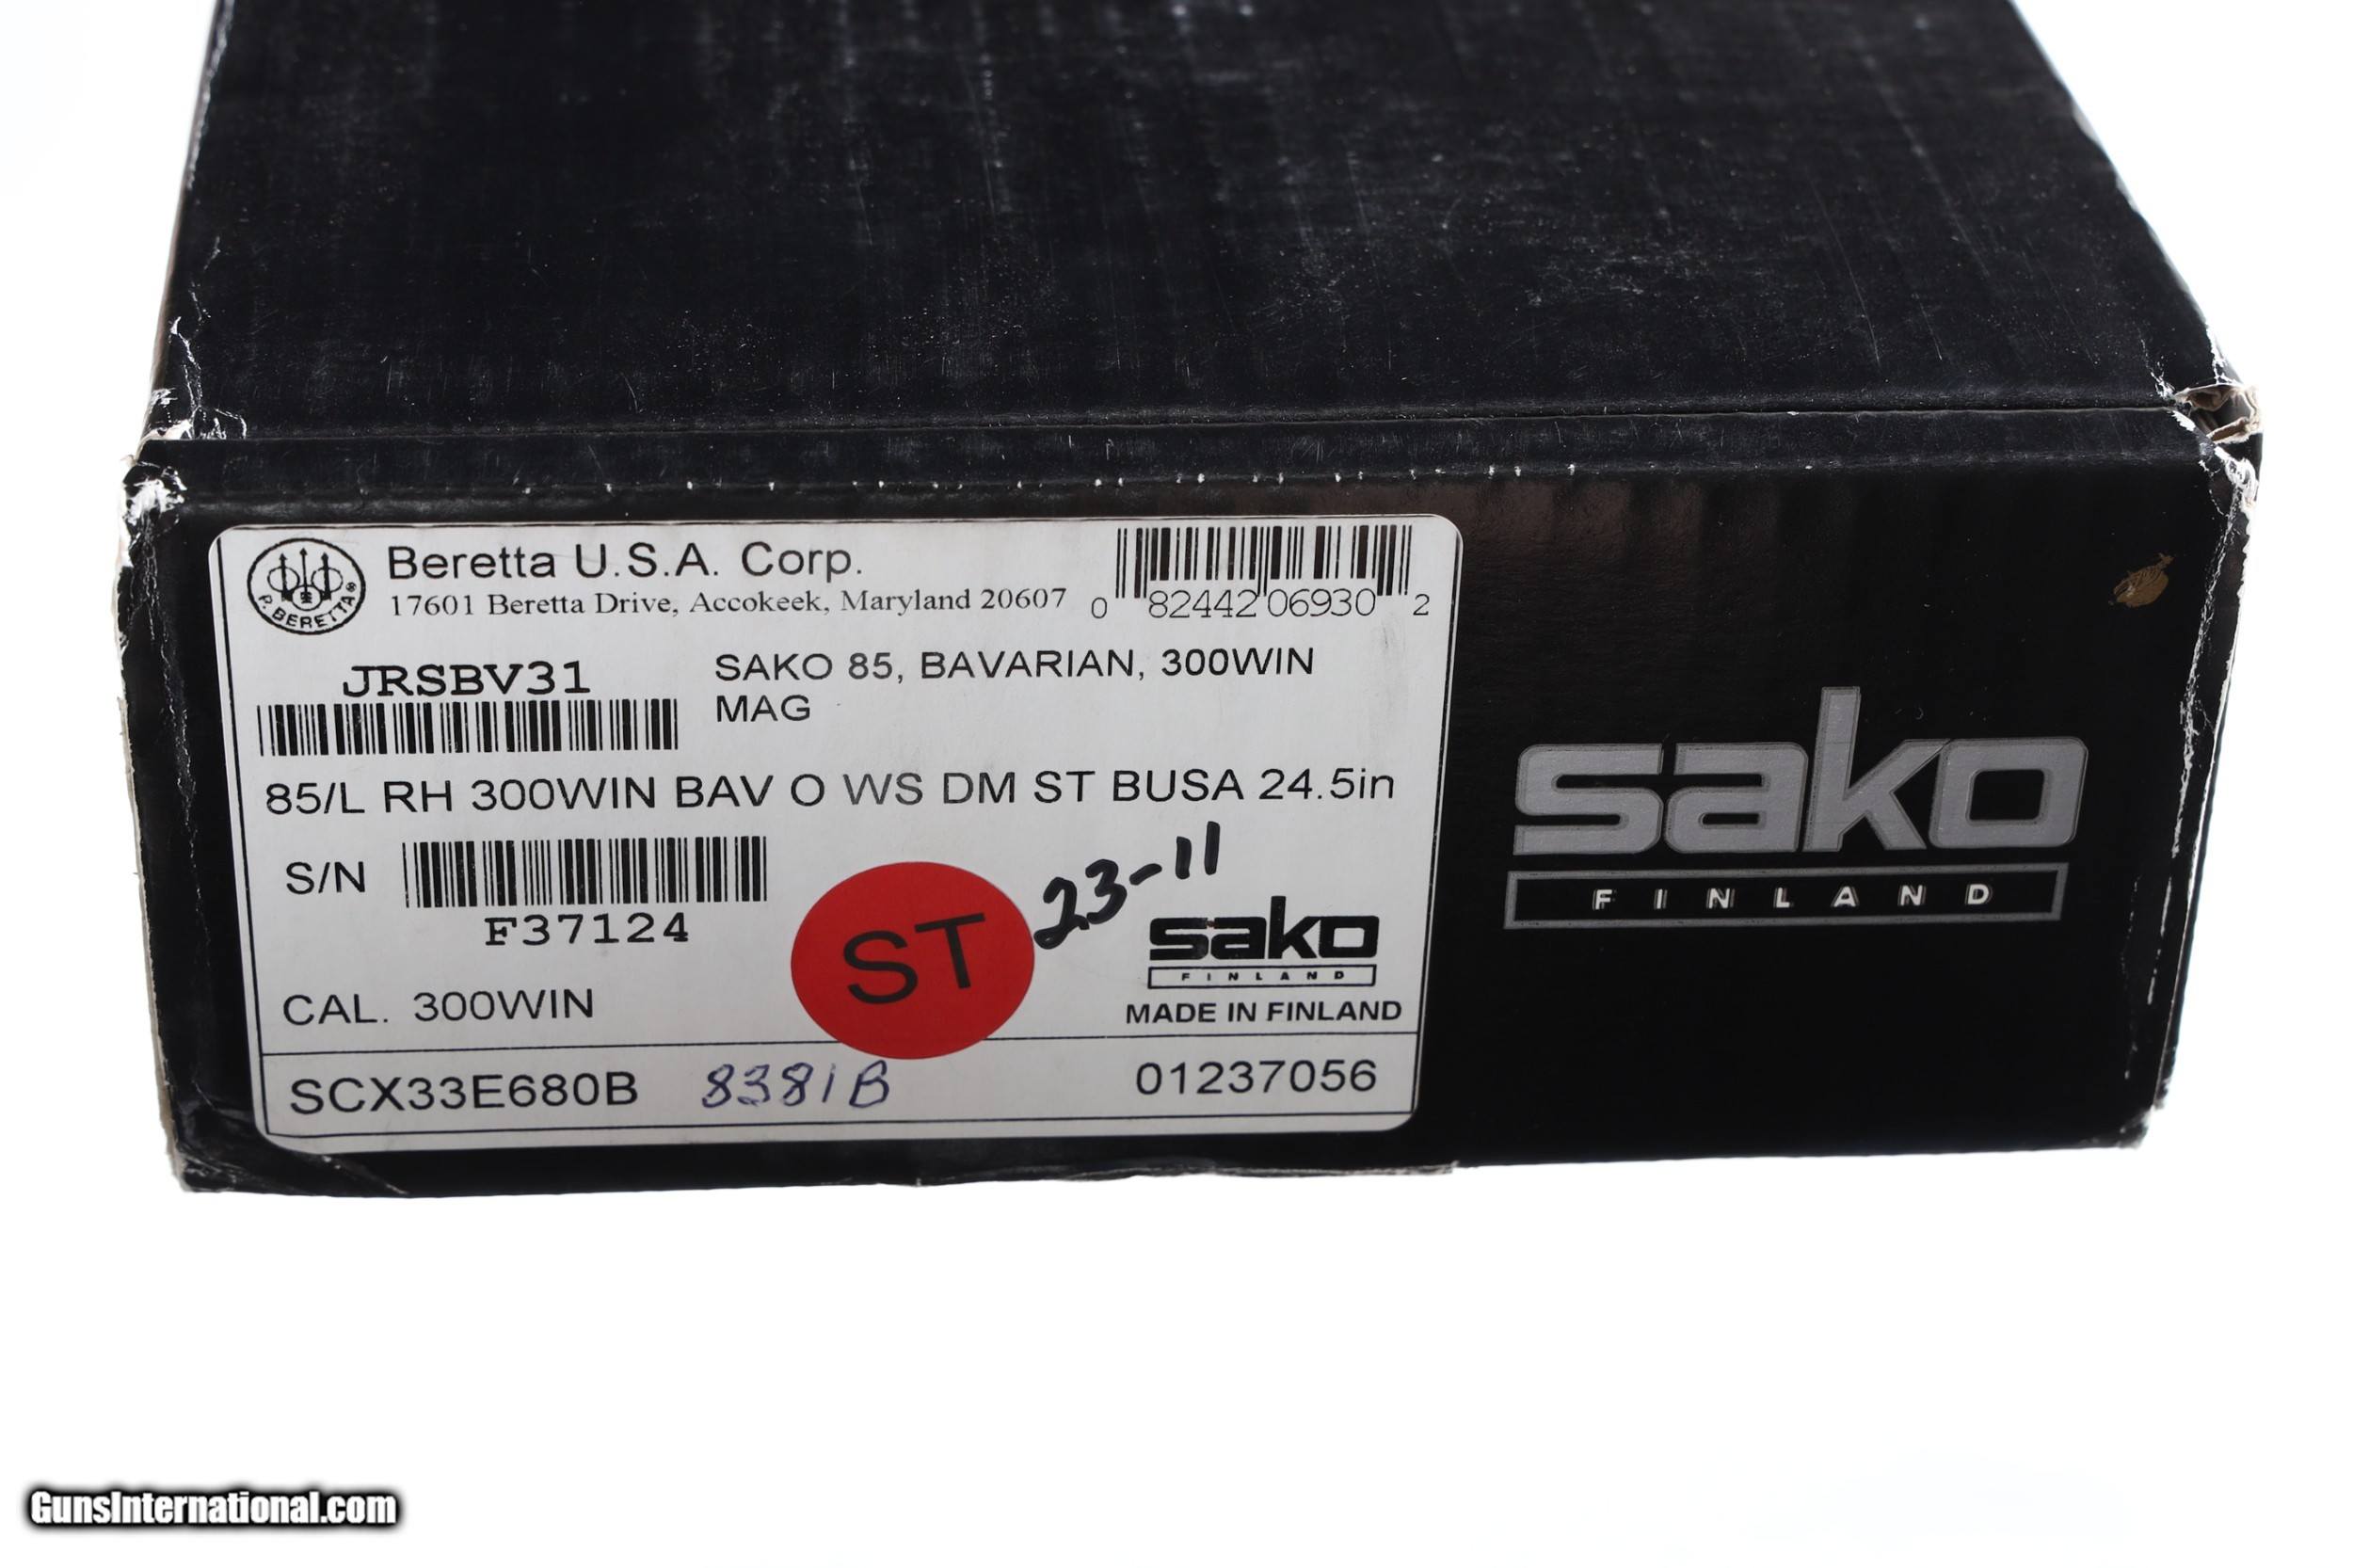 P. BERETTA®
Beretta U.S.A. Corp.
17601 Beretta Drive, Accokeek, Maryland 20607
0 82442 06930 2
JRSBV31
SAKO 85, BAVARIAN, 300WIN
MAG
85/L RH 300WIN BAV O WS DM ST BUSA 24.5in
S/N
F37124
ST
23-11
sako
FINLAND
MADE IN FINLAND
CAL. 300WIN
SCX33E680B
8381B
01237056
sako
FINLAND
GunsInternational.com